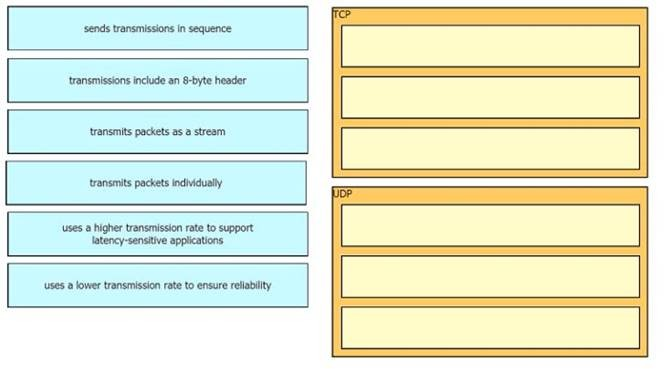 sends transmissions in sequence
transmissions include an 8-byte header
transmits packets as a stream
transmits packets individually
uses a higher transmission rate to support
latency-sensitive applications
uses a lower transmission rate to ensure reliability
TCP
UDP